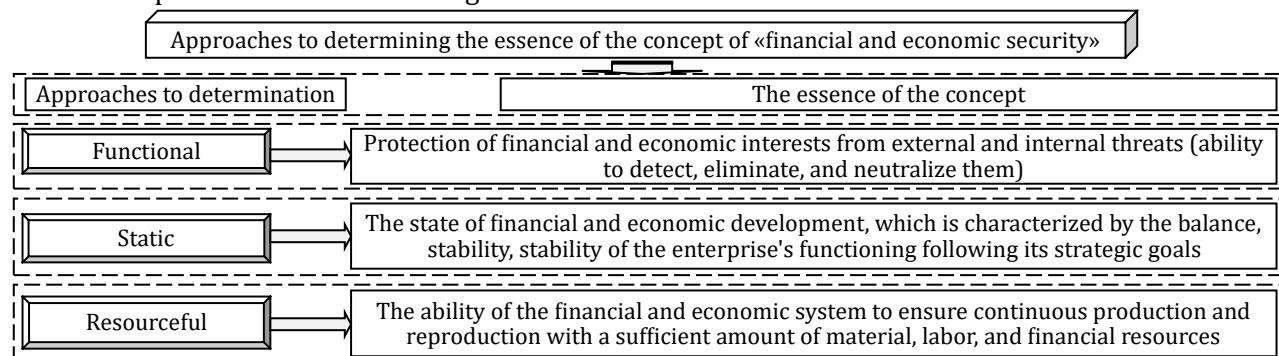 Approaches to determining the essence of the concept of «financial and economic security»
Approaches to determination
The essence of the concept
Functional
Protection of financial and economic interests from external and internal threats (ability
to detect, eliminate, and neutralize them)
Static
The state of financial and economic development, which is characterized by the balance,
stability, stability of the enterprise's functioning following its strategic goals
Resourceful
The ability of the financial and economic system to ensure continuous production and
reproduction with a sufficient amount of material, labor, and financial resources